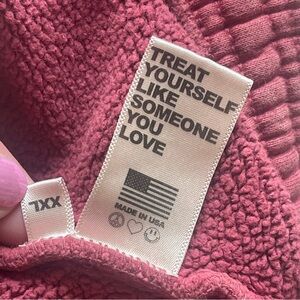 TREAT
YOURSELF
LIKE
SOMEONE
YOU
LOVE
MADE IN USA
XXL